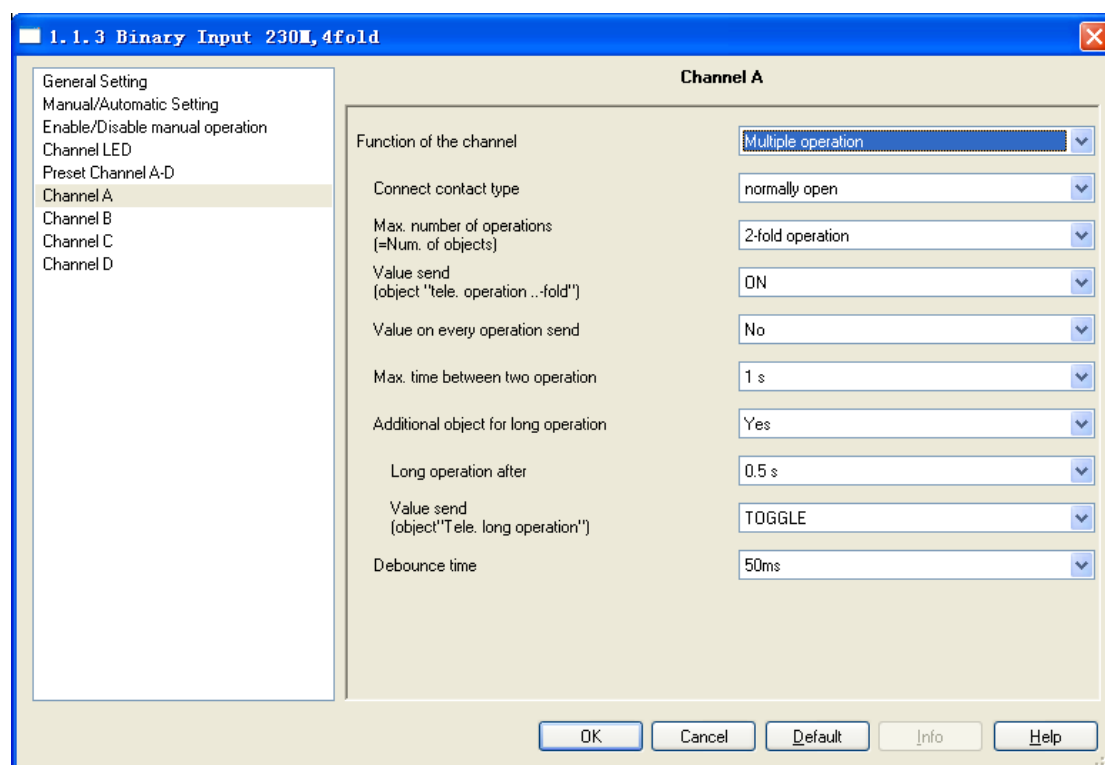 1.1.3 Binary Input 230M,4fold
General Setting
Manual/Automatic Setting
Enable/Disable manual operation
Channel LED
Preset Channel A-D
Channel A
Channel B
Channel C
Channel D
Channel A
Function of the channel
Multiple operation
Connect contact type
normally open
Max. number of operations
(=Num. of objects)
2-fold operation
Value send
(object "tele. operation ..-fold")
ON
Value on every operation send
No
Max. time between two operation
1 s
Additional object for long operation
Yes
Long operation after
0.5 s
Value send
(object"Tele. long operation")
TOGGLE
Debounce time
50ms
OK
Cancel
Default
Info
Help